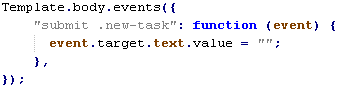 Template.body.events({
    "submit .new-task": function (event) {
      event.target.text.value = "";
    },
});